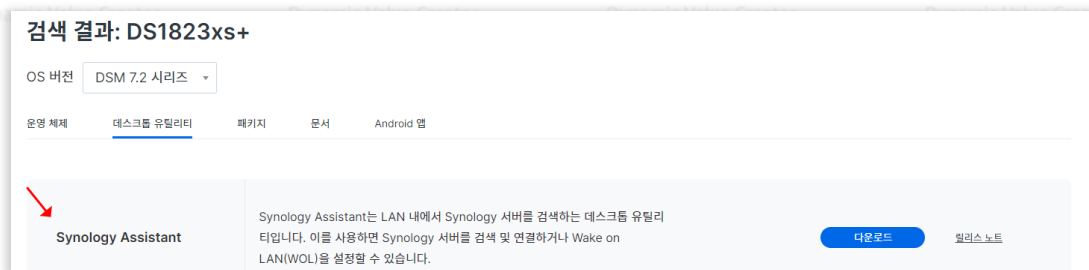 검색 결과: DS1823xs+
OS 버전 DSM 7.2 시리즈
운영 체제 데스크톱 유틸리티 패키지 문서 Android 앱
Synology Assistant는 LAN 내에서 Synology 서버를 검색하는 데스크톱 유틸리
Synology Assistant 티입니다. 이를 사용하면 Synology 서버를 검색 및 연결하거나 Wake on 다운로드 릴리스 노트
LAN(WOL)을 설정할 수 있습니다.